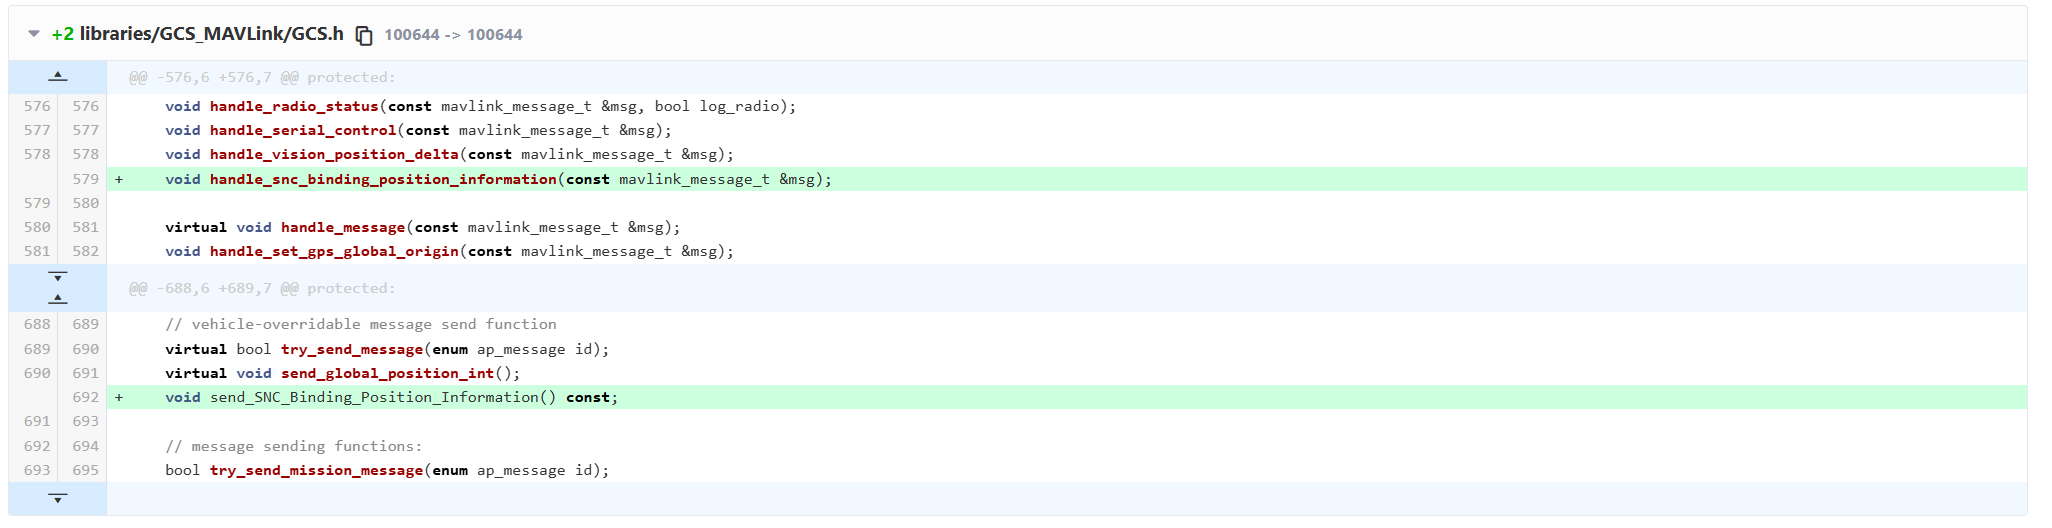 +2 libraries/GCS_MAVLink/GCS.h 100644 -> 100644
@@ -576,6 +576,7 @@ protected:
576 576 void handle_radio_status(const mavlink_message_t &msg, bool log_radio);
577 577 void handle_serial_control(const mavlink_message_t &msg);
578 578 void handle_vision_position_delta(const mavlink_message_t &msg);
579 + void handle_snc_binding_position_information(const mavlink_message_t &msg);
579 580
580 581 virtual void handle_message(const mavlink_message_t &msg);
581 582 void handle_set_gps_global_origin(const mavlink_message_t &msg);
@@ -688,6 +689,7 @@ protected:
688 689 // vehicle-overridable message send function
689 690 virtual bool try_send_message(enum ap_message id);
690 691 virtual void send_global_position_int();
692 + void send_SNC_Binding_Position_Information() const;
691 693
692 694 // message sending functions:
693 695 bool try_send_mission_message(enum ap_message id);